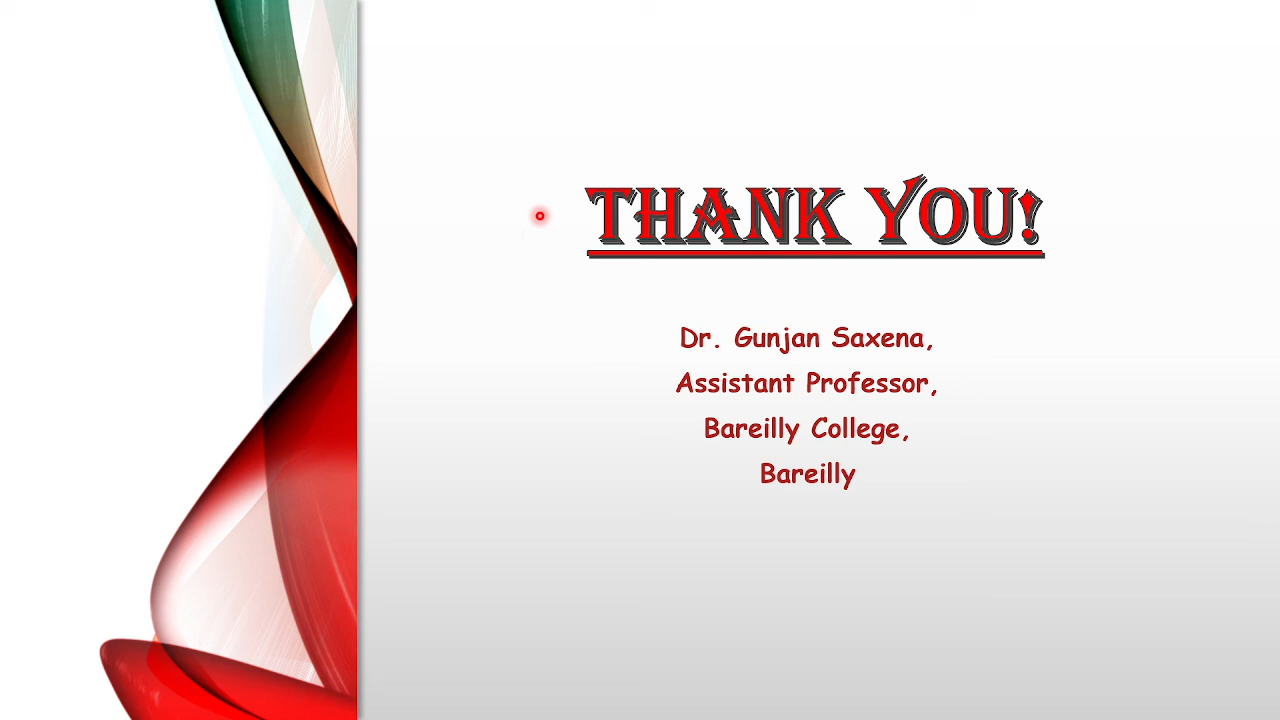 THANK YOU!
Dr. Gunjan Saxena,
Assistant Professor,
Bareilly College,
Bareilly